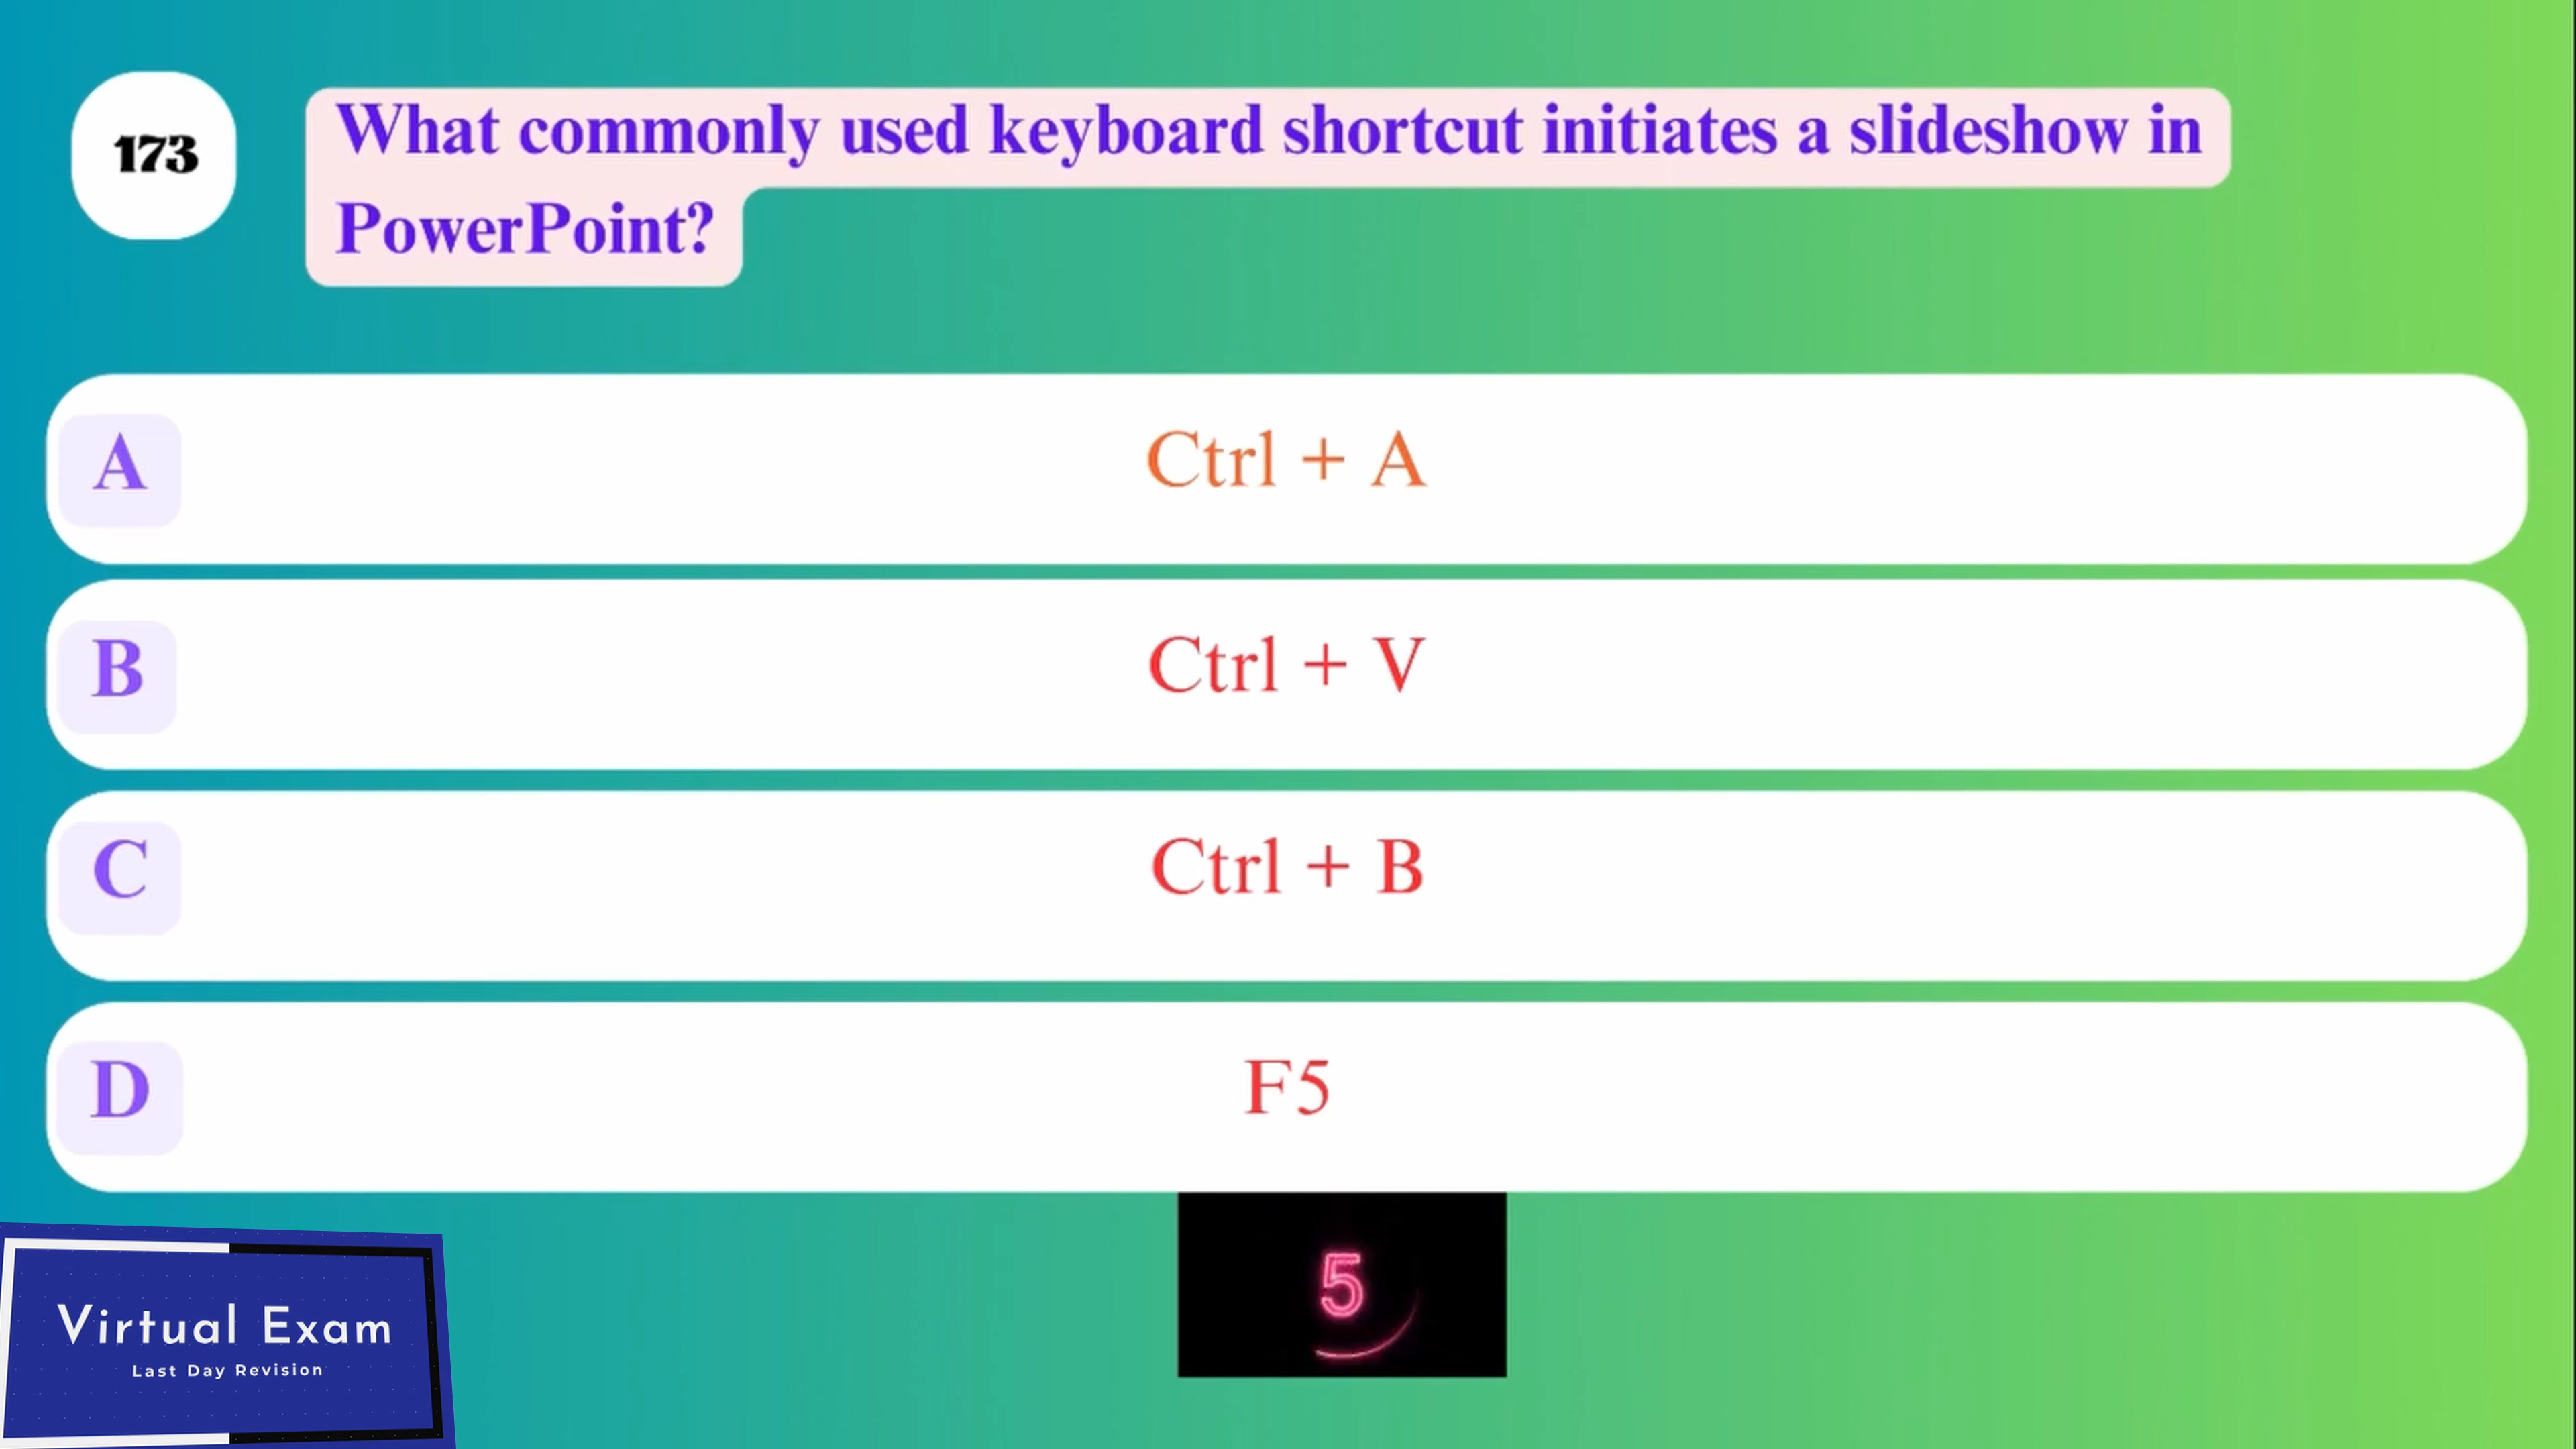 173
What commonly used keyboard shortcut initiates a slideshow in
PowerPoint?
A
Ctrl + A
B
Ctrl + V
C
Ctrl + B
D
F5
5
Virtual Exam
Last Day Revision